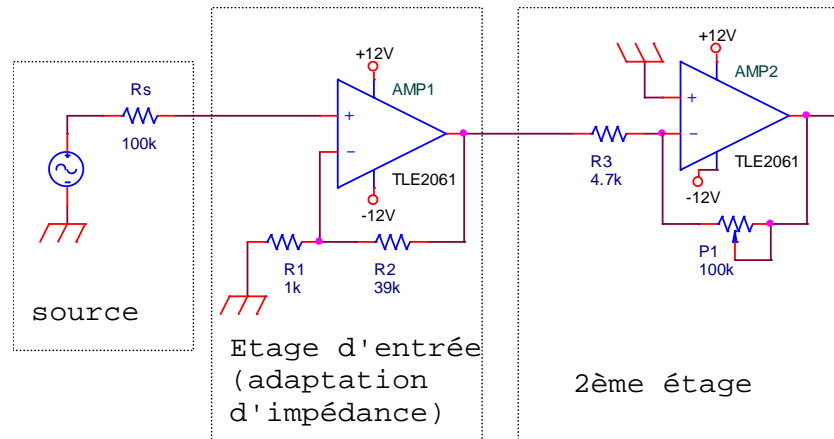 Rs
100k
source
+12V
AMP1
+
−
TLE2061
-12V
R1
1k
R2
39k
Etage d'entrée
(adaptation
d'impédance)
+12V
AMP2
+
−
TLE2061
-12V
R3
4.7k
P1
100k
2ème étage